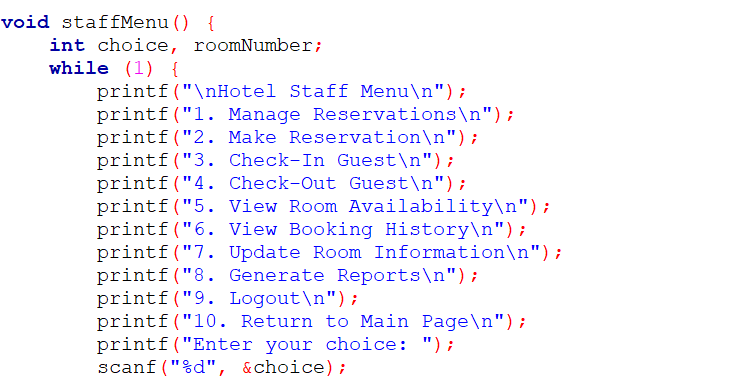 void staffMenu() {
    int choice, roomNumber;
    while (1) {
        printf("\nHotel Staff Menu\n");
        printf("1. Manage Reservations\n");
        printf("2. Make Reservation\n");
        printf("3. Check-In Guest\n");
        printf("4. Check-Out Guest\n");
        printf("5. View Room Availability\n");
        printf("6. View Booking History\n");
        printf("7. Update Room Information\n");
        printf("8. Generate Reports\n");
        printf("9. Logout\n");
        printf("10. Return to Main Page\n");
        printf("Enter your choice: ");
        scanf("%d", &choice);